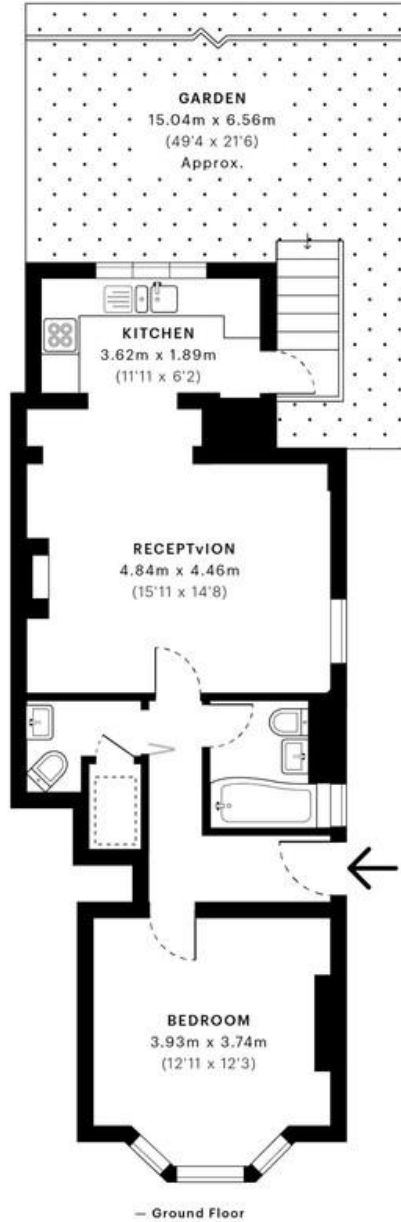 GARDEN
15.04m x 6.56m
(49'4 x 21'6)
Approx.
KITCHEN
3.62m x 1.89m
(11'11 x 6'2)
RECEPTvION
4.84m x 4.46m
(15'11 x 14'8)
BEDROOM
3.93m x 3.74m
(12'11 x 12'3)
— Ground Floor